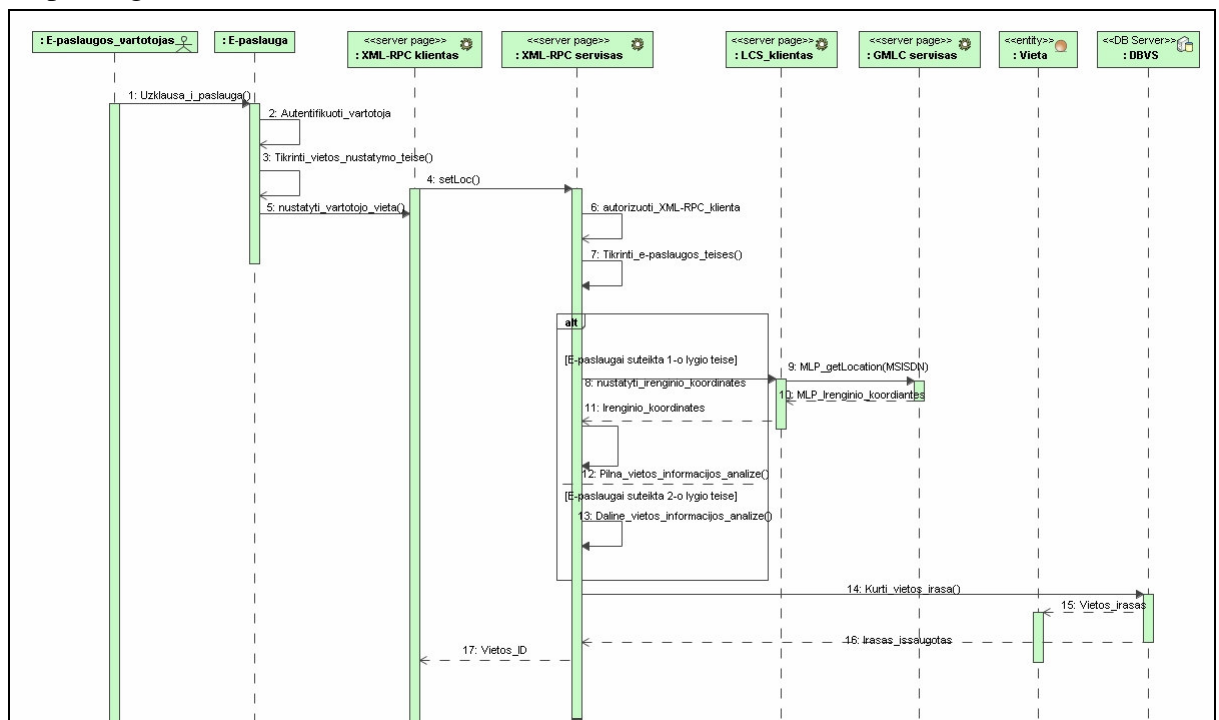 : E-paslaugos_vartotojas
: E-paslauga
<<server page>>
: XML-RPC klientas
<<server page>>
: XML-RPC servisas
<<server page>>
: LCS_klientas
<<server page>>
: GMLC servisas
<<entity>>
: Vieta
<<DB Server>>
: DBVS
1: Uzklausa_i_paslauga()
2: Autentifikuoti_vartotoja
3: Tikrinti_vietos_nustatymo_teise()
4: setLoc()
5: nustatyti_vartotojo_vieta()
6: autorizuoti_XML-RPC_klienta
7: Tikrinti_e-paslaugos_teises()
alt
[E-paslaugai suteikta 1-o lygio teise]
8: nustatyti_irenginio_koordinates
9: MLP_getLocation(MSISDN)
10: MLP_Irenginio_koordiantes
11: Irenginio_koordinates
12: Pilna_vietos_informacijos_analize()
[E-paslaugai suteikta 2-o lygio teise]
13: Daline_vietos_informacijos_analize()
14: Kurti_vietos_irasa()
15: Vietos_irasas
16: Irasas_issaugotas
17: Vietos_ID